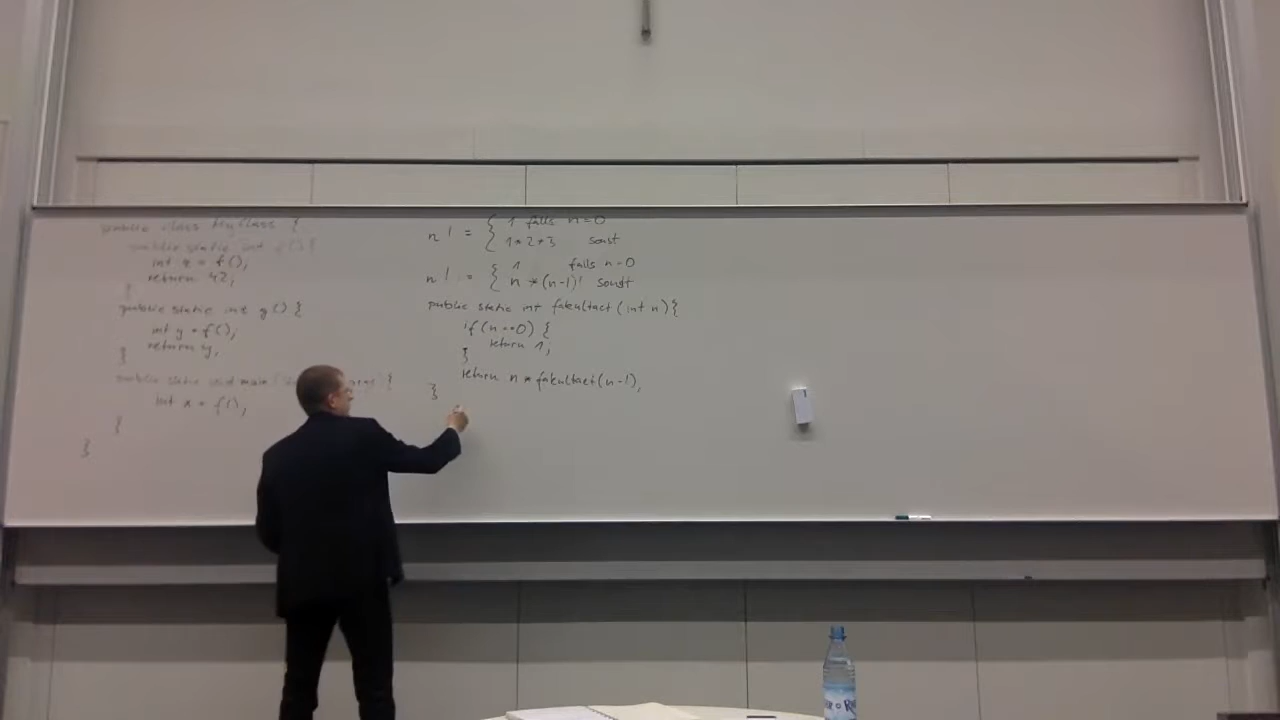 public class MyClass {
public static int f() {
int x = f();
return 42;
}
public static int g() {
int y = f();
return y;
}
public static void main( args) {
int x = f();
}
}
n! = { 1 falls n=0
1*2*3 sonst
n! = { 1 falls n=0
n *(n-1)! sonst
public static int fakultaet (int n) {
if (n==0) {
return 1;
}
return n * fakultaet(n-1);
}